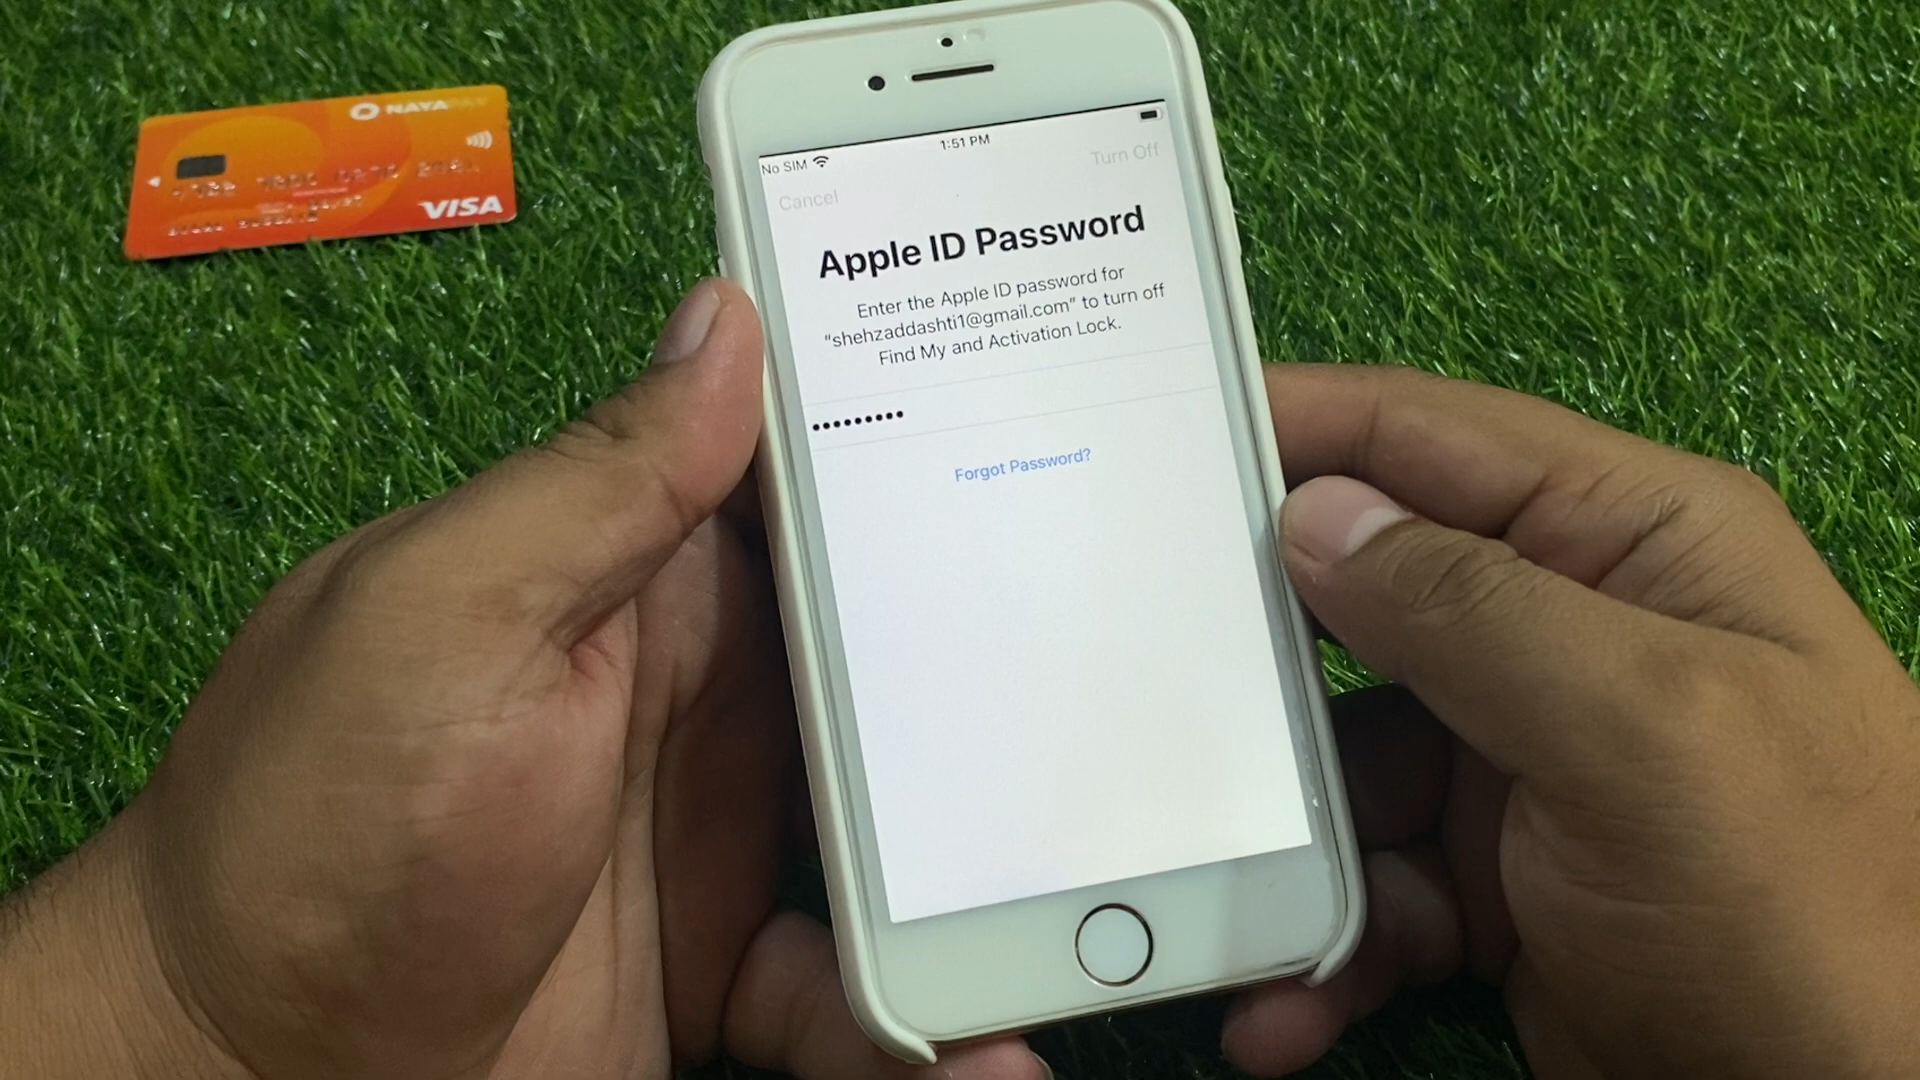 NAYAPAY
VISA
No SIM
1:51 PM
Cancel
Turn Off
Apple ID Password
Enter the Apple ID password for
"shehzaddashti1@gmail.com" to turn off
Find My and Activation Lock.
•••••••••
Forgot Password?